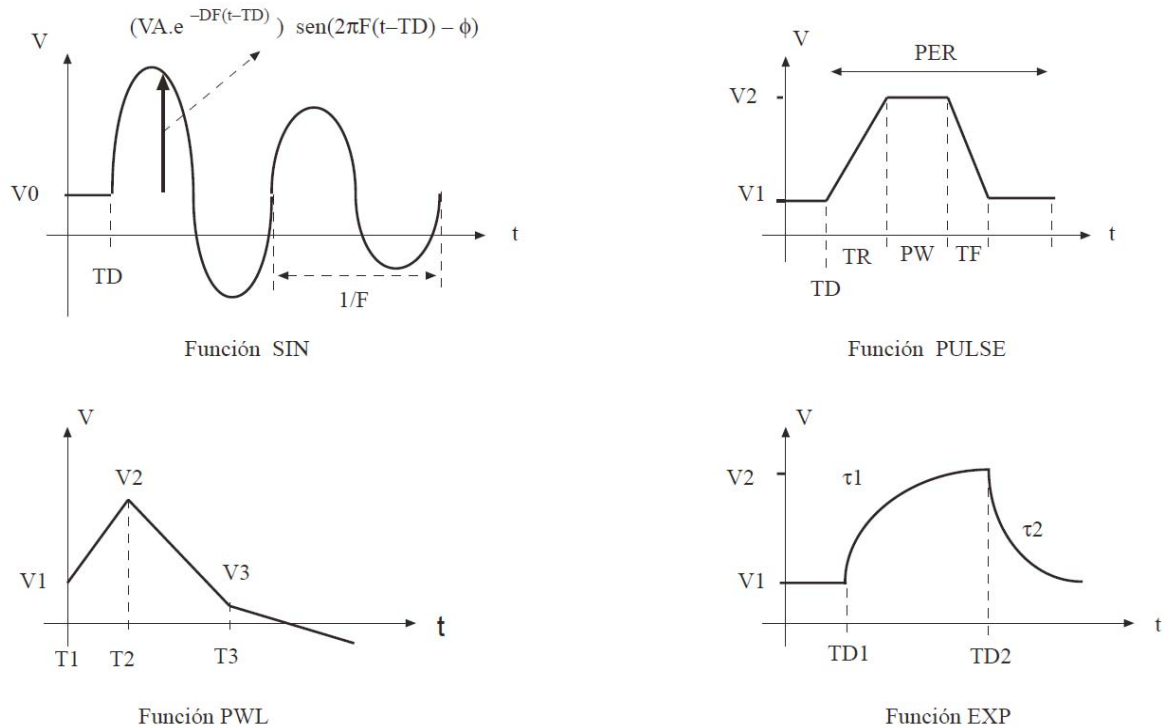 (VA.e –DF(t–TD) ) sen(2πF(t–TD) – ϕ)
V
V0
TD
1/F
t
Función SIN
V
PER
V2
V1
TR
PW
TF
TD
t
Función PULSE
V
V2
V1
V3
T1
T2
T3
t
Función PWL
V
V2
τ1
τ2
V1
TD1
TD2
t
Función EXP